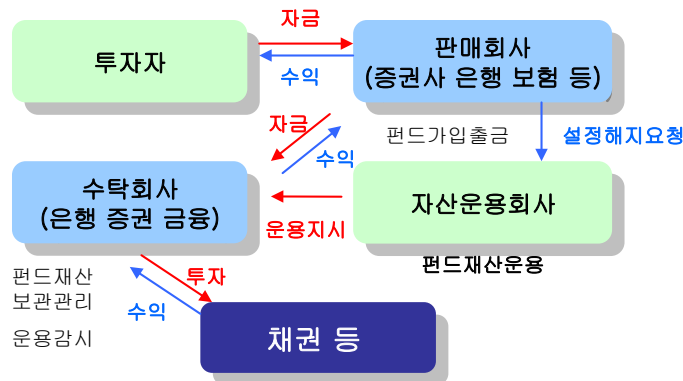 자금
투자자
판매회사
(증권사 은행 보험 등)
수익
자금
펀드가입출금
설정해지요청
수익
수탁회사
(은행 증권 금융)
자산운용회사
운용지시
펀드재산운용
펀드재산
보관관리
투자
수익
운용감시
채권 등